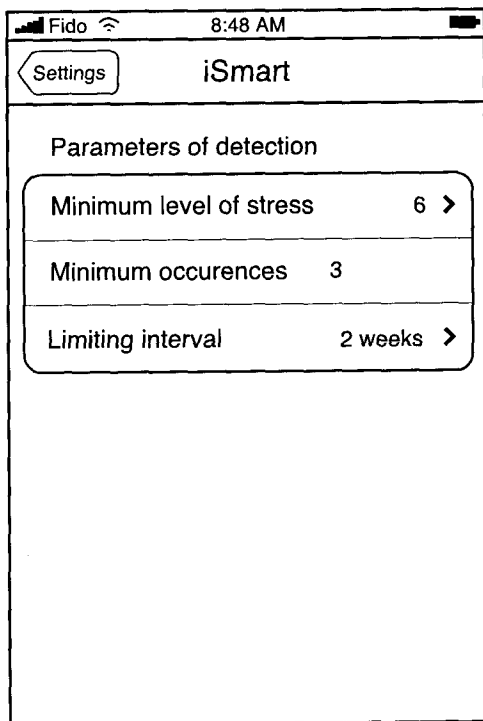 Fido 8:48 AM
Settings iSmart
Parameters of detection
Minimum level of stress 6 >
Minimum occurences 3
Limiting interval 2 weeks >